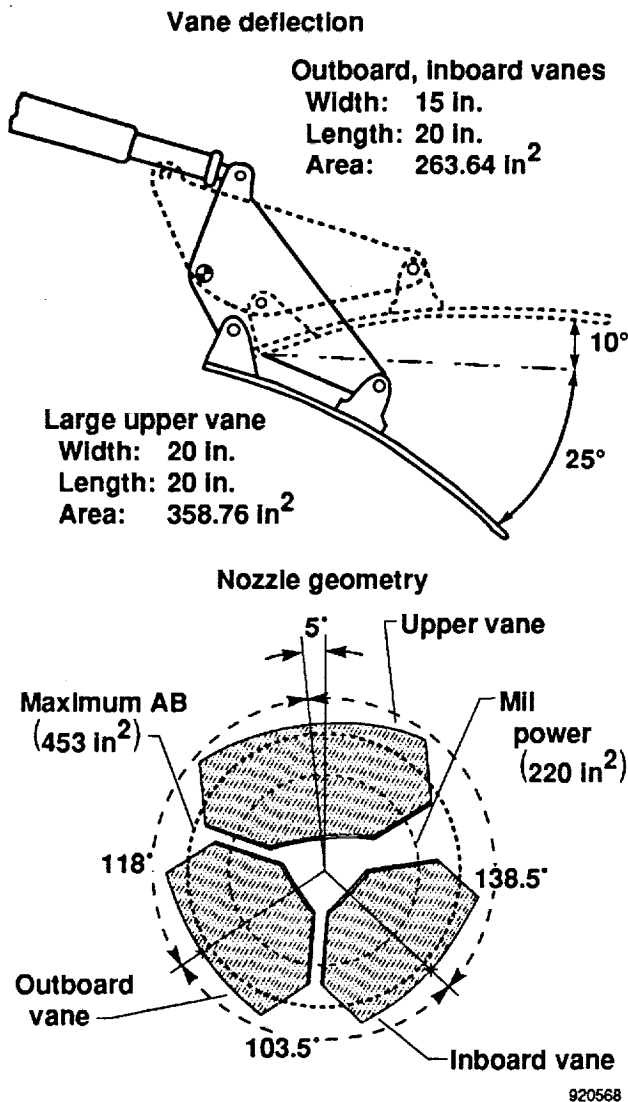 Vane deflection
Outboard, inboard vanes
Width: 15 in.
Length: 20 in.
Area: 263.64 in²
10°
25°
Large upper vane
Width: 20 in.
Length: 20 in.
Area: 358.76 in²
Nozzle geometry
5°
Upper vane
Maximum AB
(453 in²)
Mil
power
(220 in²)
118°
138.5°
Outboard
vane
103.5°
Inboard vane
920568